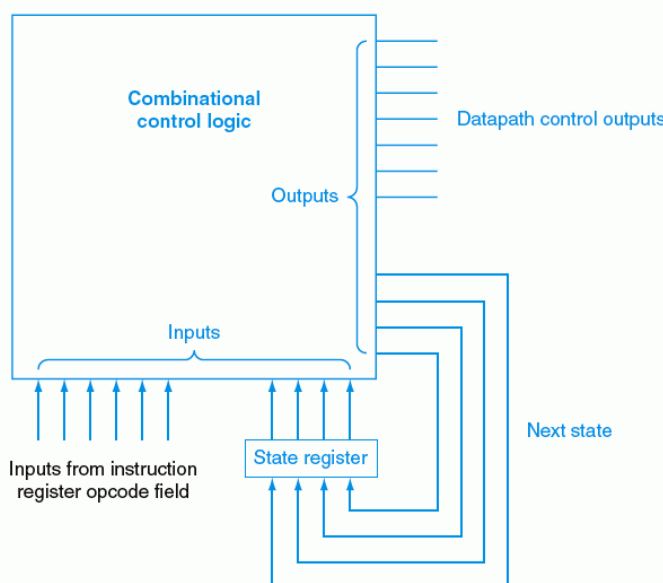 Combinational
control logic
Datapath control outputs
Outputs
Inputs
Next state
State register
Inputs from instruction
register opcode field